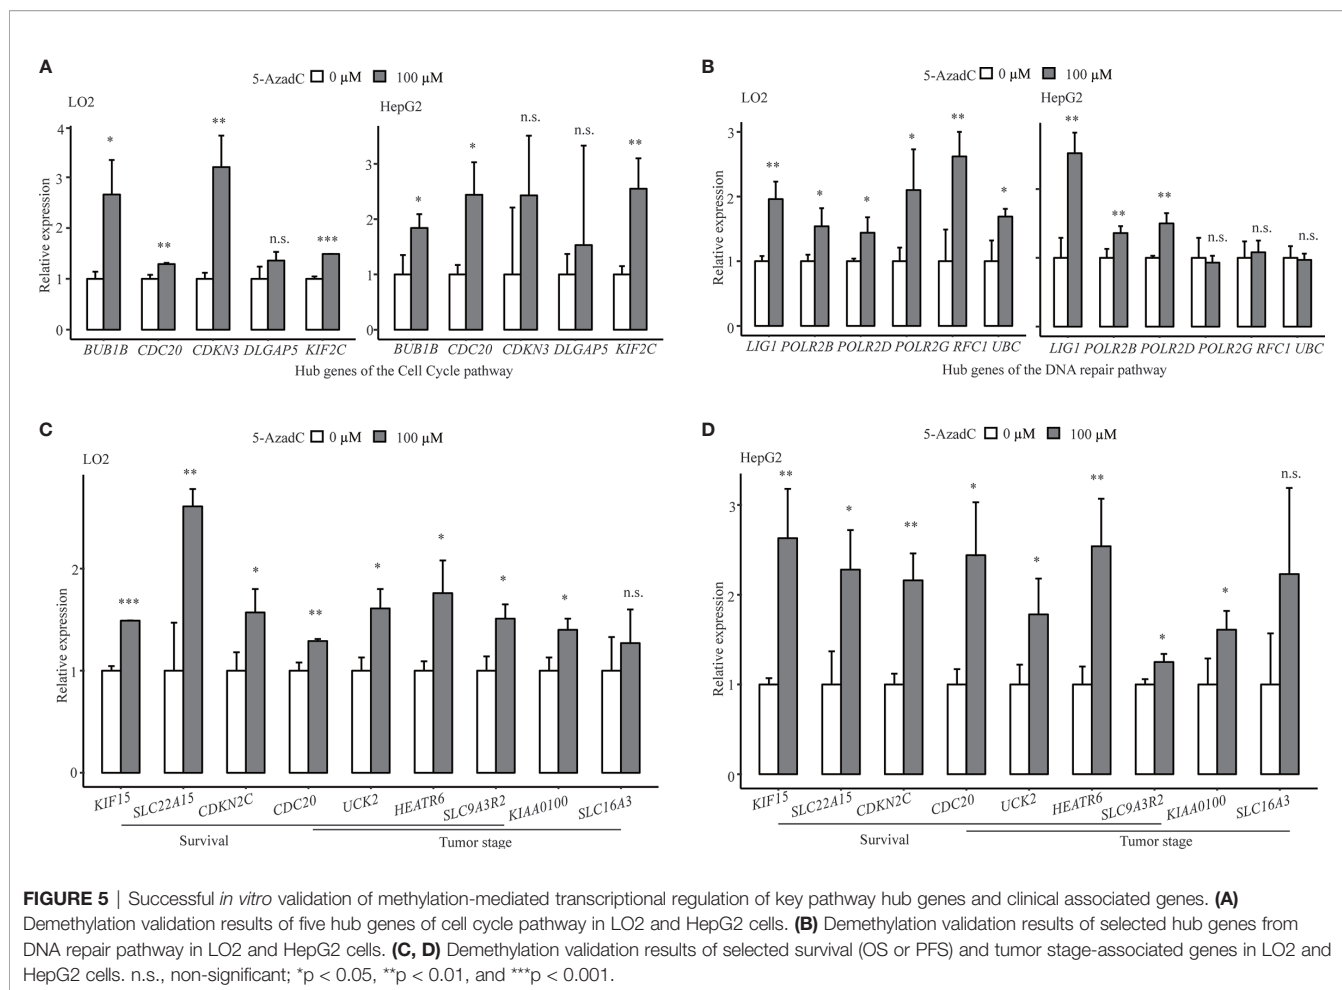 A
5-AzadC 0 µM 100 µM
LO2
HepG2
Relative expression
4
3
2
1
0
* ** ** n.s. ***
3
2
1
0
* * n.s. n.s. **
BUB1B CDC20 CDKN3 DLGAP5 KIF2C
BUB1B CDC20 CDKN3 DLGAP5 KIF2C
Hub genes of the Cell Cycle pathway
B
5-AzadC 0 µM 100 µM
LO2
HepG2
Relative expression
3
2
1
0
** * * * ** *
** ** ** n.s. n.s. n.s.
LIG1 POLR2B POLR2D POLR2G RFC1 UBC
LIG1 POLR2B POLR2D POLR2G RFC1 UBC
Hub genes of the DNA repair pathway
C
5-AzadC 0 µM 100 µM
LO2
Relative expression
2
1
0
*** ** * ** * * * * n.s.
KIF15 SLC22A15 CDKN2C CDC20 UCK2 HEATR6 SLC9A3R2 KIAA0100 SLC16A3
Survival
Tumor stage
D
5-AzadC 0 µM 100 µM
HepG2
Relative expression
3
2
1
0
** * ** * * ** * * n.s.
KIF15 SLC22A15 CDKN2C CDC20 UCK2 HEATR6 SLC9A3R2 KIAA0100 SLC16A3
Survival
Tumor stage
FIGURE 5 | Successful in vitro validation of methylation-mediated transcriptional regulation of key pathway hub genes and clinical associated genes. (A)
Demethylation validation results of five hub genes of cell cycle pathway in LO2 and HepG2 cells. (B) Demethylation validation results of selected hub genes from
DNA repair pathway in LO2 and HepG2 cells. (C, D) Demethylation validation results of selected survival (OS or PFS) and tumor stage-associated genes in LO2 and
HepG2 cells. n.s., non-significant; *p < 0.05, **p < 0.01, and ***p < 0.001.